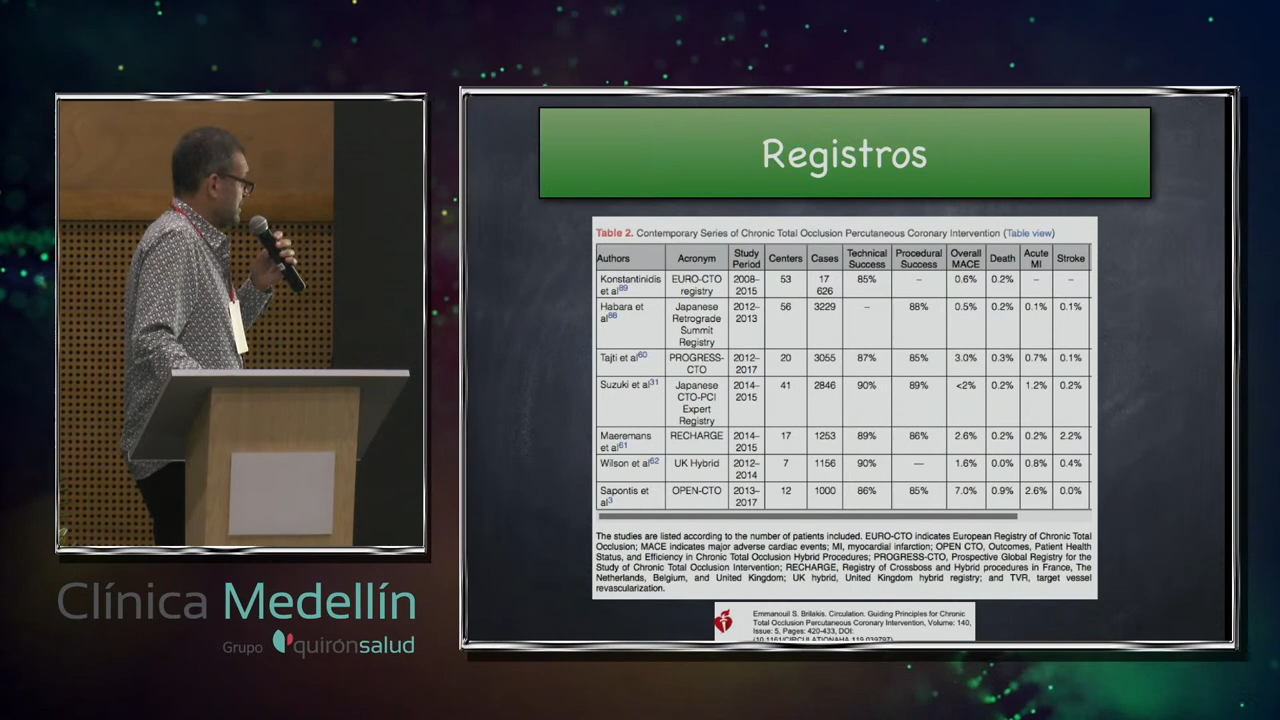 Registros
Table 2. Contemporary Series of Chronic Total Occlusion Percutaneous Coronary Intervention (Table view)
Authors Acronym Study Period Centers Cases Technical Success Procedural Success Overall MACE Death Acute MI Stroke
Konstantinidis et al89 EURO-CTO registry 2008–2015 53 17 626 85% – 0.6% 0.2% – –
Habara et al88 Japanese Retrograde Summit Registry 2012–2013 56 3229 – 88% 0.5% 0.2% 0.1% 0.1%
Tajti et al60 PROGRESS-CTO 2012–2017 20 3055 87% 85% 3.0% 0.3% 0.7% 0.1%
Suzuki et al31 Japanese CTO-PCI Expert Registry 2014–2015 41 2846 90% 89% <2% 0.2% 1.2% 0.2%
Maeremans et al61 RECHARGE 2014–2015 17 1253 89% 86% 2.6% 0.2% 0.2% 2.2%
Wilson et al62 UK Hybrid 2012–2014 7 1156 90% — 1.6% 0.0% 0.8% 0.4%
Sapontis et al3 OPEN-CTO 2013–2017 12 1000 86% 85% 7.0% 0.9% 2.6% 0.0%
The studies are listed according to the number of patients included. EURO-CTO indicates European Registry of Chronic Total
Occlusion; MACE indicates major adverse cardiac events; MI, myocardial infarction; OPEN CTO, Outcomes, Patient Health
Status, and Efficiency in Chronic Total Occlusion Hybrid Procedures; PROGRESS-CTO, Prospective Global Registry for the
Study of Chronic Total Occlusion Intervention; RECHARGE, Registry of Crossboss and Hybrid procedures in France, The
Netherlands, Belgium, and United Kingdom; UK hybrid, United Kingdom hybrid registry; and TVR, target vessel
revascularization.
Emmanouil S. Brilakis. Circulation. Guiding Principles for Chronic
Total Occlusion Percutaneous Coronary Intervention, Volume: 140,
Issue: 5, Pages: 420-433, DOI:
(10.1161/CIRCULATIONAHA.119.039797)
Clínica Medellín
Grupo quirónsalud